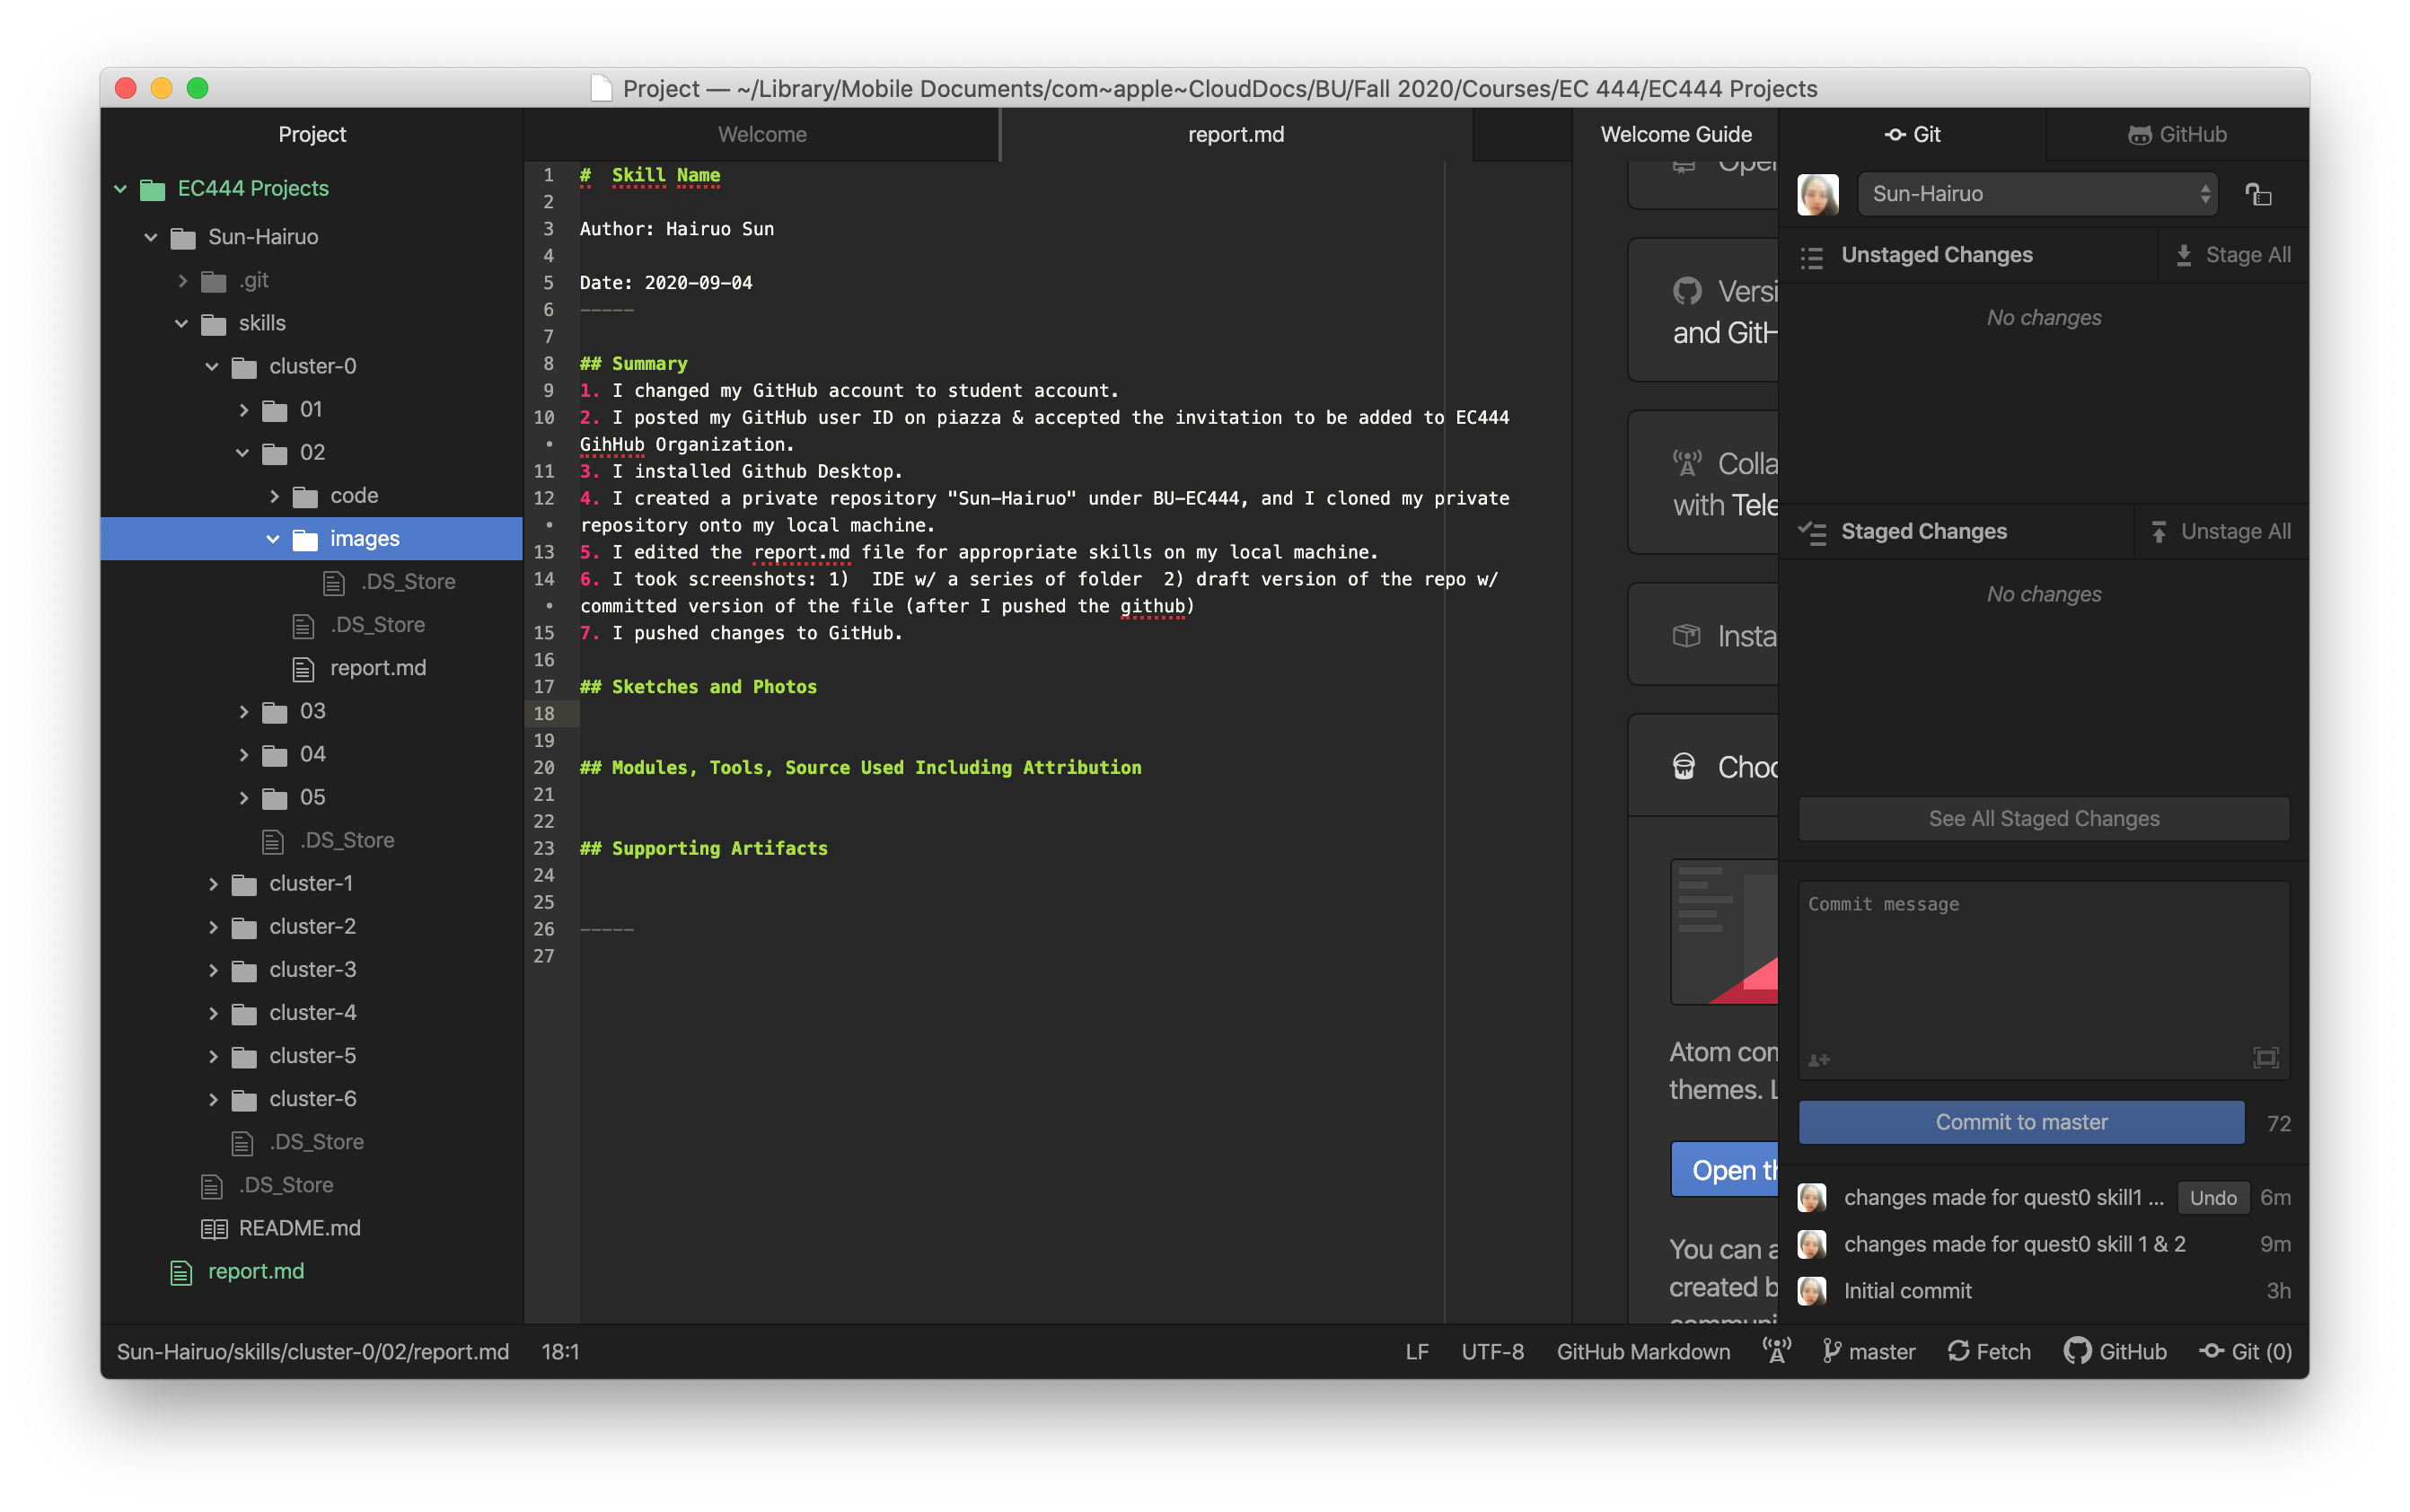 Project — ~/Library/Mobile Documents/com~apple~CloudDocs/BU/Fall 2020/Courses/EC 444/EC444 Projects
Project
EC444 Projects
Sun-Hairuo
.git
skills
cluster-0
01
02
code
images
.DS_Store
.DS_Store
report.md
03
04
05
.DS_Store
cluster-1
cluster-2
cluster-3
cluster-4
cluster-5
cluster-6
.DS_Store
.DS_Store
README.md
report.md
Welcome
report.md
1 # Skill Name
2
3 Author: Hairuo Sun
4
5 Date: 2020-09-04
6 -----
7
8 ## Summary
9 1. I changed my GitHub account to student account.
10 2. I posted my GitHub user ID on piazza & accepted the invitation to be added to EC444
• GihHub Organization.
11 3. I installed Github Desktop.
12 4. I created a private repository "Sun-Hairuo" under BU-EC444, and I cloned my private
• repository onto my local machine.
13 5. I edited the report.md file for appropriate skills on my local machine.
14 6. I took screenshots: 1)  IDE w/ a series of folder  2) draft version of the repo w/
• committed version of the file (after I pushed the github)
15 7. I pushed changes to GitHub.
16
17 ## Sketches and Photos
18
19
20 ## Modules, Tools, Source Used Including Attribution
21
22
23 ## Supporting Artifacts
24
25
26 -----
27
Welcome Guide
Versi
and GitH
Colla
with Tele
Insta
Choo
Atom com
themes. L
Open th
You can a
created b
Git
GitHub
Sun-Hairuo
Unstaged Changes
Stage All
No changes
Staged Changes
Unstage All
No changes
See All Staged Changes
Commit message
Commit to master
72
changes made for quest0 skill1 ... Undo 6m
changes made for quest0 skill 1 & 2 9m
Initial commit 3h
Sun-Hairuo/skills/cluster-0/02/report.md 18:1 LF UTF-8 GitHub Markdown master Fetch GitHub Git (0)